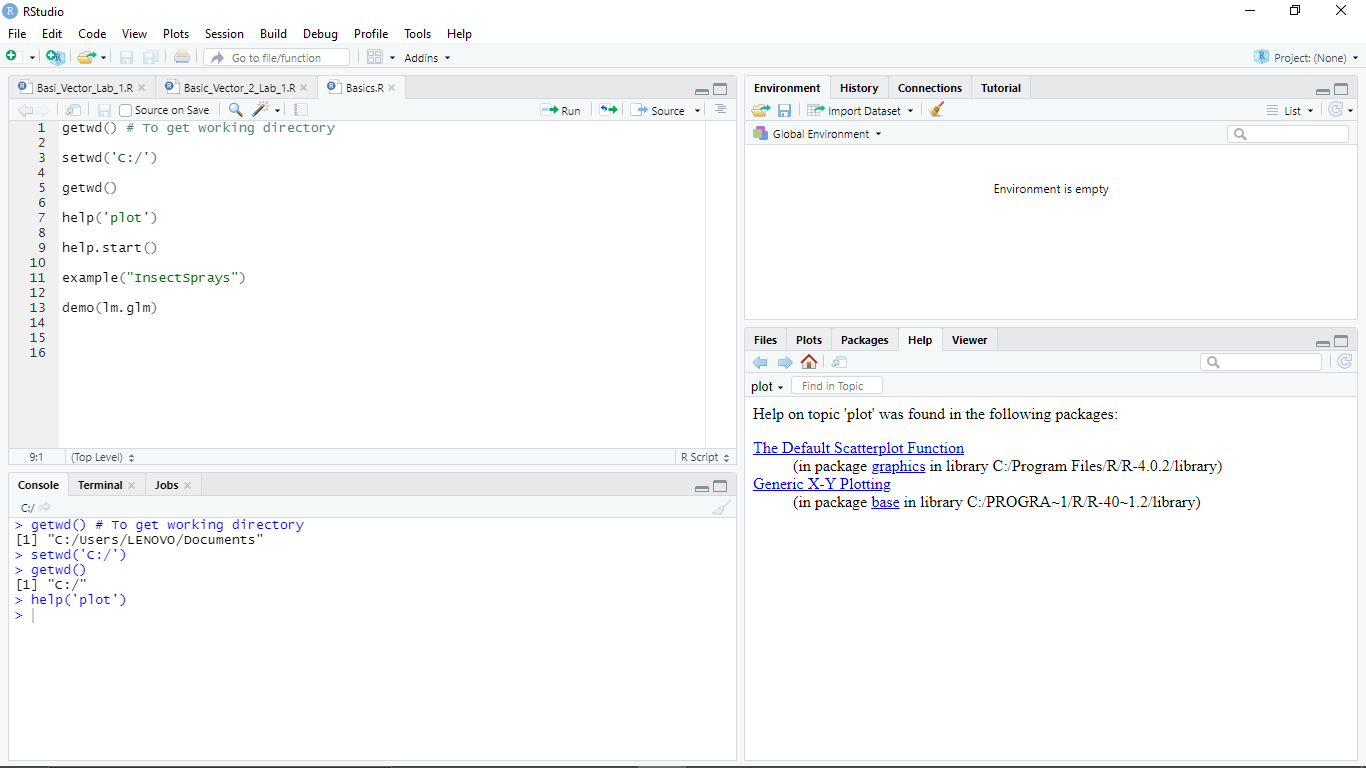 RStudio
File Edit Code View Plots Session Build Debug Profile Tools Help
Go to file/function Addins Project: (None)
Basi_Vector_Lab_1.R Basic_Vector_2_Lab_1.R Basics.R
Source on Save Run Source
1 getwd() # To get working directory
2
3 setwd('C:/')
4
5 getwd()
6
7 help('plot')
8
9 help.start()
10
11 example("InsectSprays")
12
13 demo(lm.glm)
14
15
16
9:1 (Top Level) R Script
Console Terminal Jobs
C:/
> getwd() # To get working directory
[1] "C:/Users/LENOVO/Documents"
> setwd('C:/')
> getwd()
[1] "C:/"
> help('plot')
>
Environment History Connections Tutorial
Import Dataset List
Global Environment
Environment is empty
Files Plots Packages Help Viewer
plot Find in Topic
Help on topic 'plot' was found in the following packages:
The Default Scatterplot Function
(in package graphics in library C:/Program Files/R/R-4.0.2/library)
Generic X-Y Plotting
(in package base in library C:/PROGRA~1/R/R-40~1.2/library)